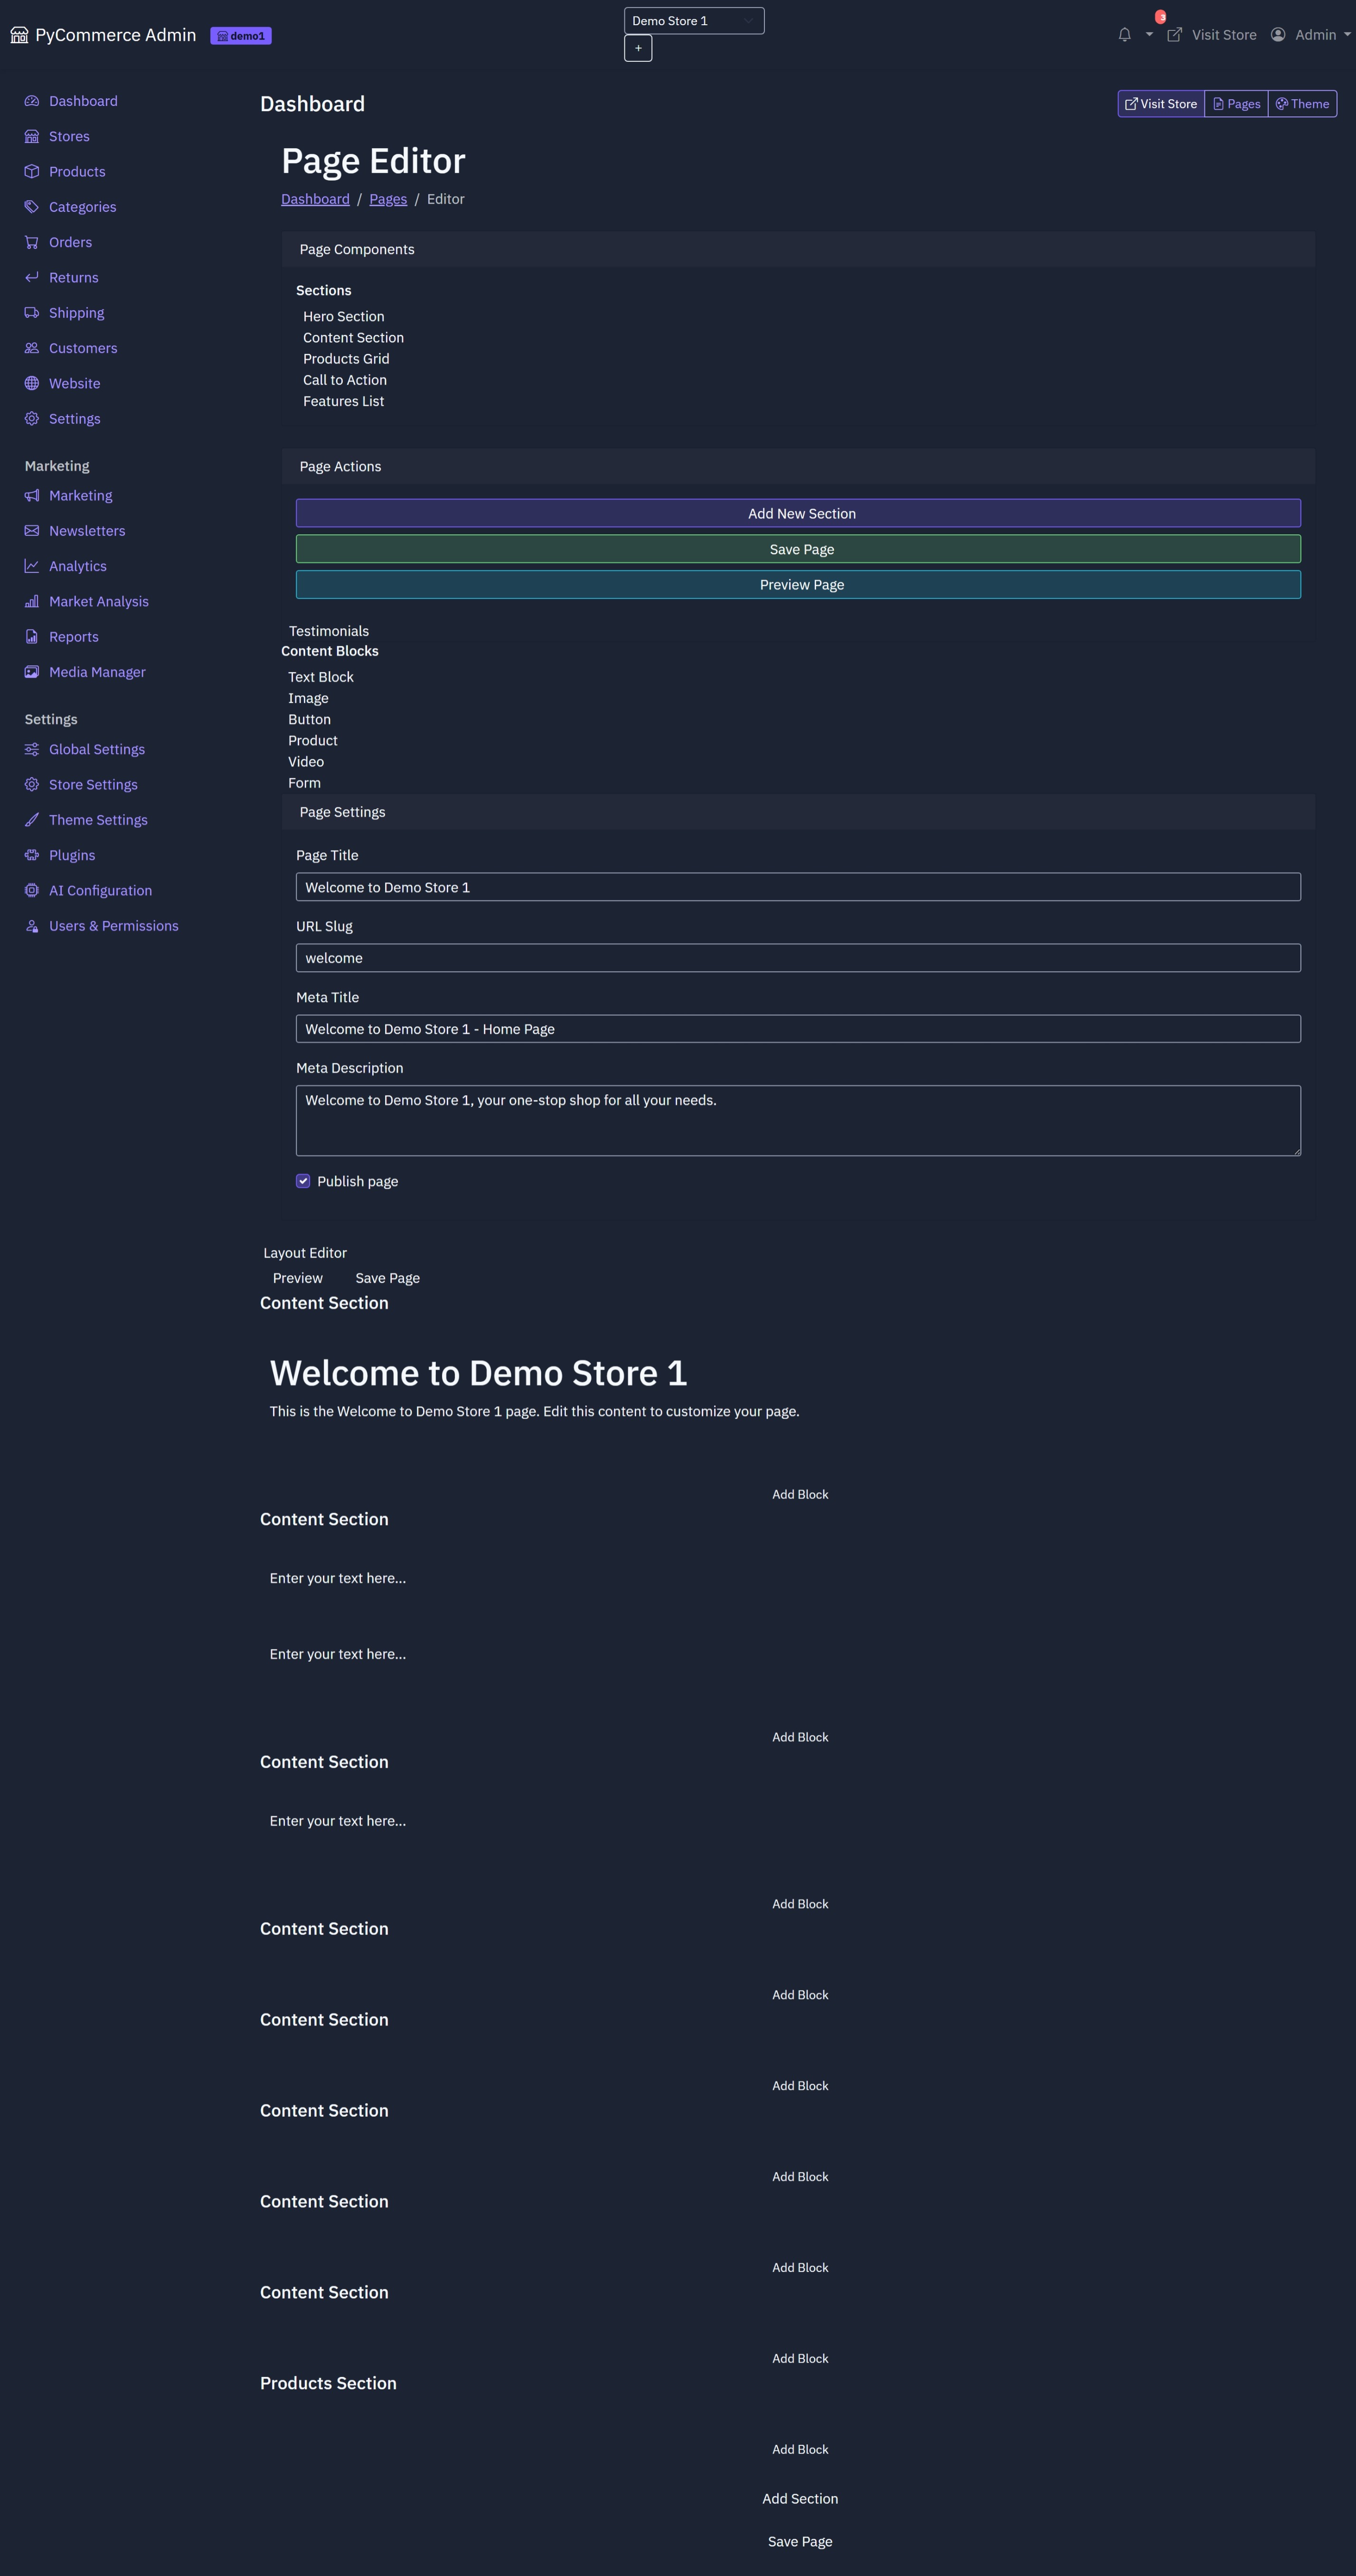 PyCommerce Admin
demo1
Demo Store 1
+
3
Visit Store
Admin
Dashboard
Stores
Products
Categories
Orders
Returns
Shipping
Customers
Website
Settings
Marketing
Marketing
Newsletters
Analytics
Market Analysis
Reports
Media Manager
Settings
Global Settings
Store Settings
Theme Settings
Plugins
AI Configuration
Users & Permissions
Dashboard
Visit Store
Pages
Theme
Page Editor
Dashboard / Pages / Editor
Page Components
Sections
Hero Section
Content Section
Products Grid
Call to Action
Features List
Page Actions
Add New Section
Save Page
Preview Page
Testimonials
Content Blocks
Text Block
Image
Button
Product
Video
Form
Page Settings
Page Title
Welcome to Demo Store 1
URL Slug
welcome
Meta Title
Welcome to Demo Store 1 - Home Page
Meta Description
Welcome to Demo Store 1, your one-stop shop for all your needs.
Publish page
Layout Editor
Preview
Save Page
Content Section
Welcome to Demo Store 1
This is the Welcome to Demo Store 1 page. Edit this content to customize your page.
Add Block
Content Section
Enter your text here...
Enter your text here...
Add Block
Content Section
Enter your text here...
Add Block
Content Section
Add Block
Content Section
Add Block
Content Section
Add Block
Content Section
Add Block
Content Section
Add Block
Products Section
Add Block
Add Section
Save Page